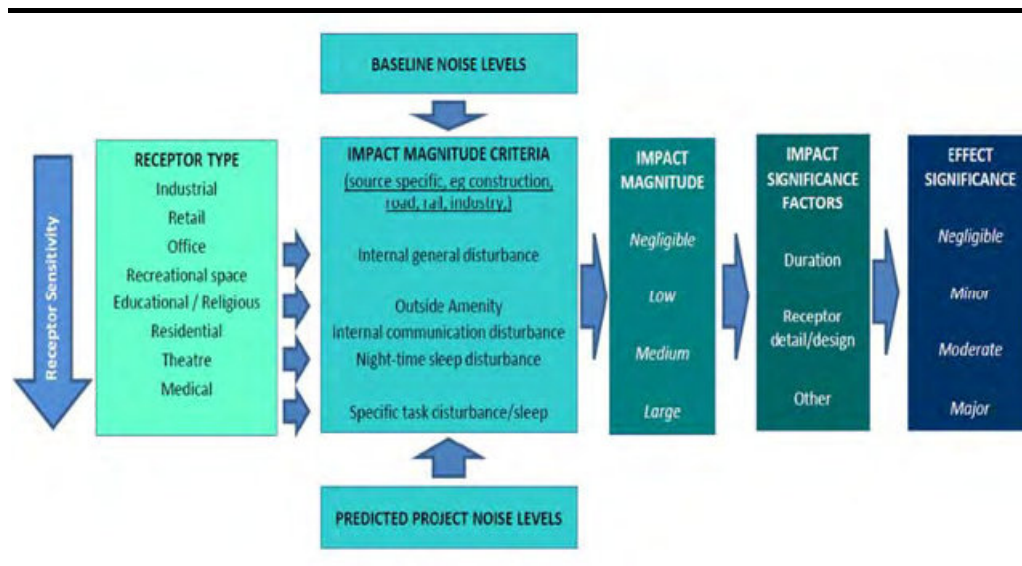 BASELINE NOISE LEVELS
Receptor Sensitivity
RECEPTOR TYPE
Industrial
Retail
Office
Recreational space
Educational / Religious
Residential
Theatre
Medical
IMPACT MAGNITUDE CRITERIA
(source specific, eg construction,
road, rail, industry,)
Internal general disturbance
Outside Amenity
Internal communication disturbance
Night-time sleep disturbance
Specific task disturbance/sleep
PREDICTED PROJECT NOISE LEVELS
IMPACT
MAGNITUDE
Negligible
Low
Medium
Large
IMPACT
SIGNIFICANCE
FACTORS
Duration
Receptor
detail/design
Other
EFFECT
SIGNIFICANCE
Negligible
Minor
Moderate
Major